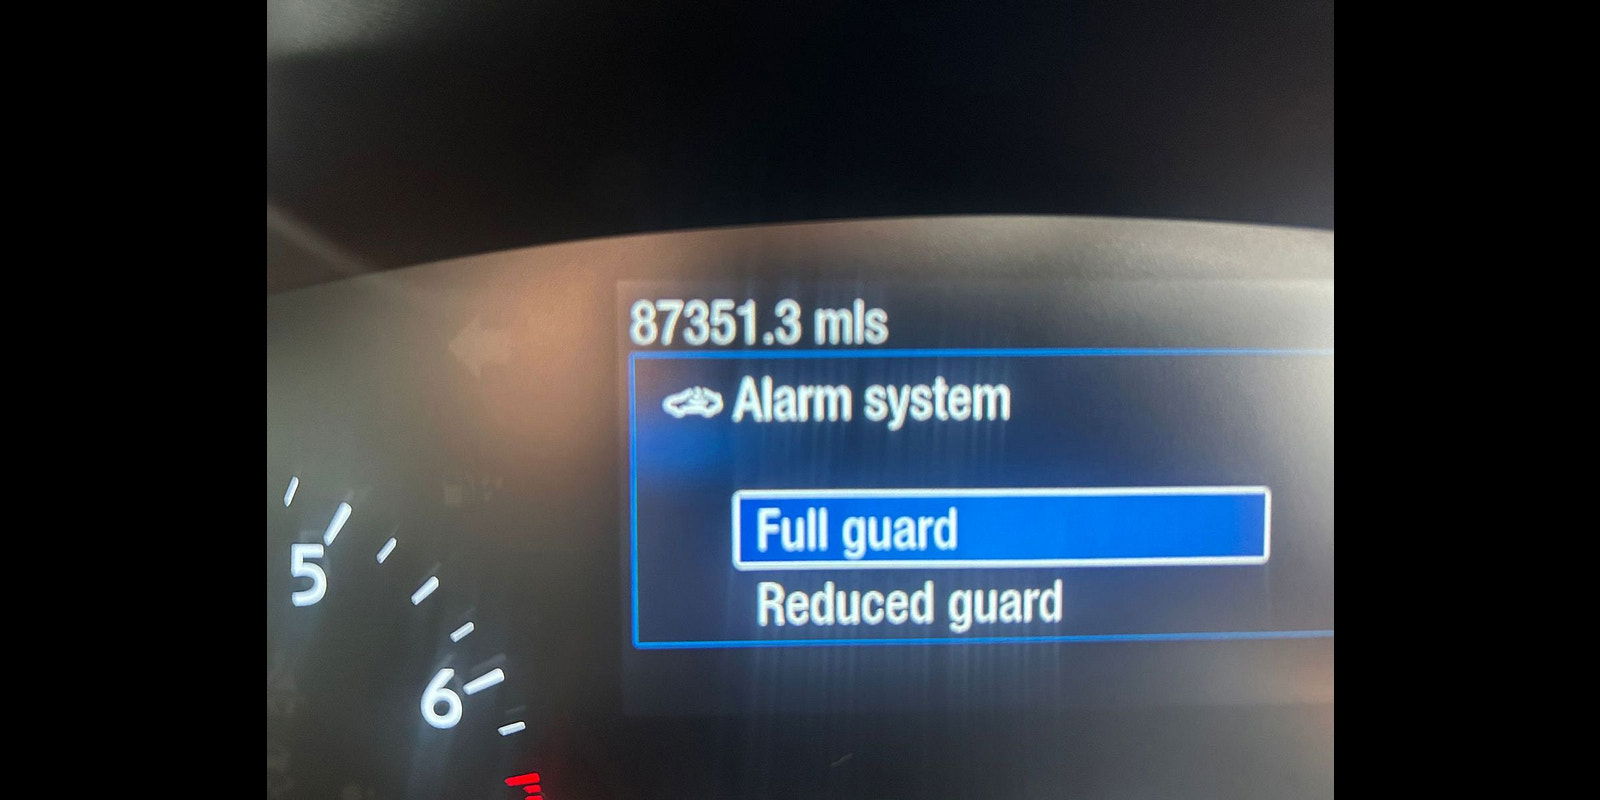 87351.3 mls
Alarm system
Full guard
Reduced guard
5
6